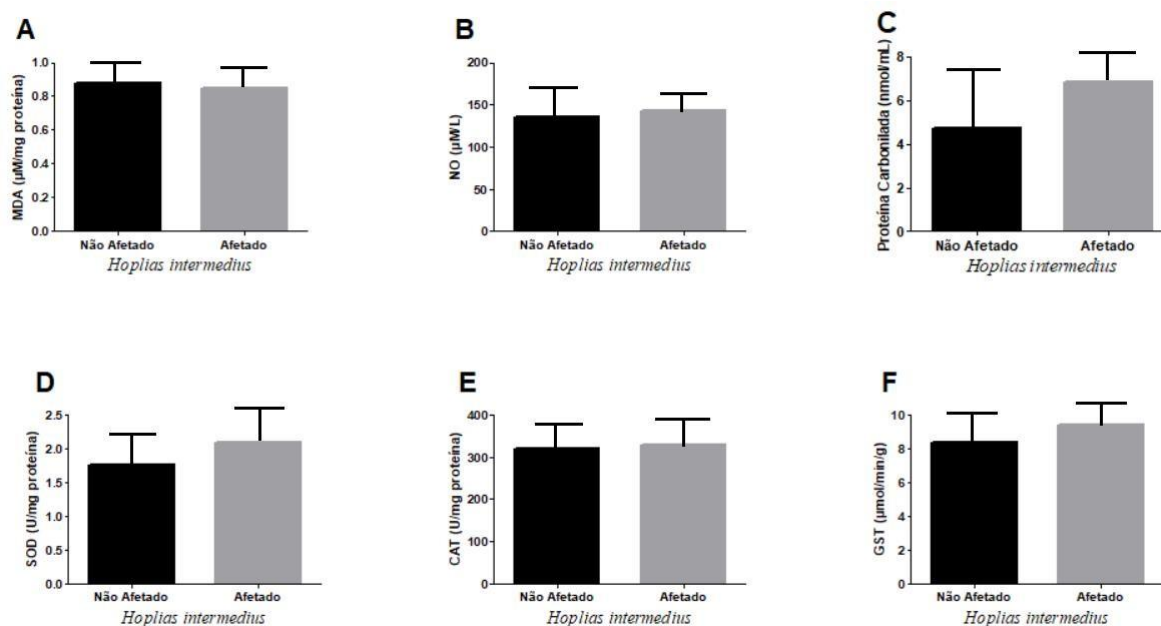 A
MDA (µM/mg proteína)
1.0
0.8
0.6
0.4
0.2
0.0
Não Afetado Afetado
Hoplias intermedius
B
NO (µM/L)
200
150
100
50
0
Não Afetado Afetado
Hoplias intermedius
C
Proteína Carbonilada (nmol/mL)
8
6
4
2
0
Não Afetado Afetado
Hoplias intermedius
D
SOD (U/mg proteína)
2.5
2.0
1.5
1.0
0.5
0.0
Não Afetado Afetado
Hoplias intermedius
E
CAT (U/mg proteína)
400
300
200
100
0
Não Afetado Afetado
Hoplias intermedius
F
GST (µmol/min/g)
10
8
6
4
2
0
Não Afetado Afetado
Hoplias intermedius